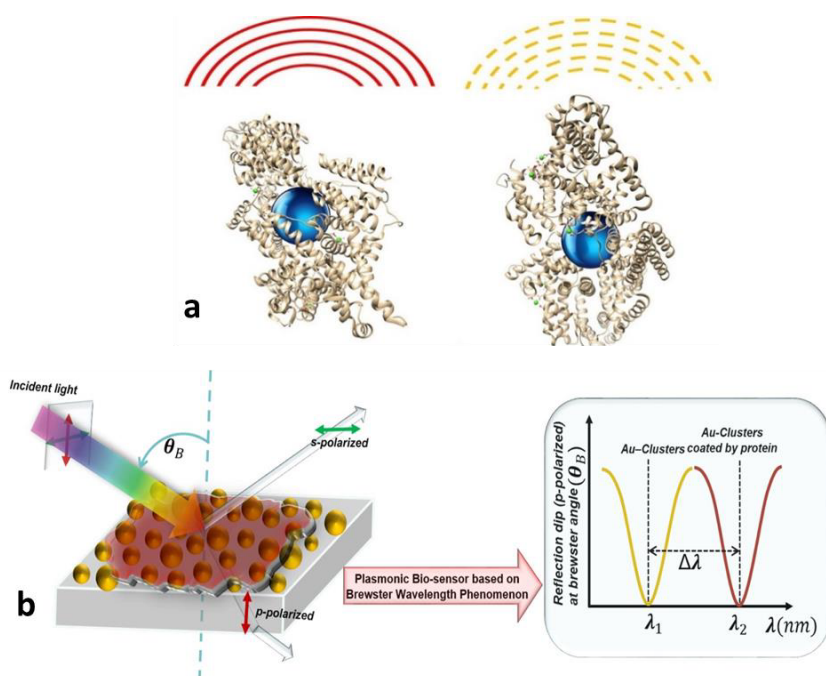 a
b
Incident light
θB
s-polarized
p-polarized
Plasmonic Bio-sensor based on
Brewster Wavelength Phenomenon
Reflection dip (p-polarized)
at brewster angle(θB)
Au–Clusters
Au-Clusters
coated by protein
Δλ
λ1
λ2
λ(nm)